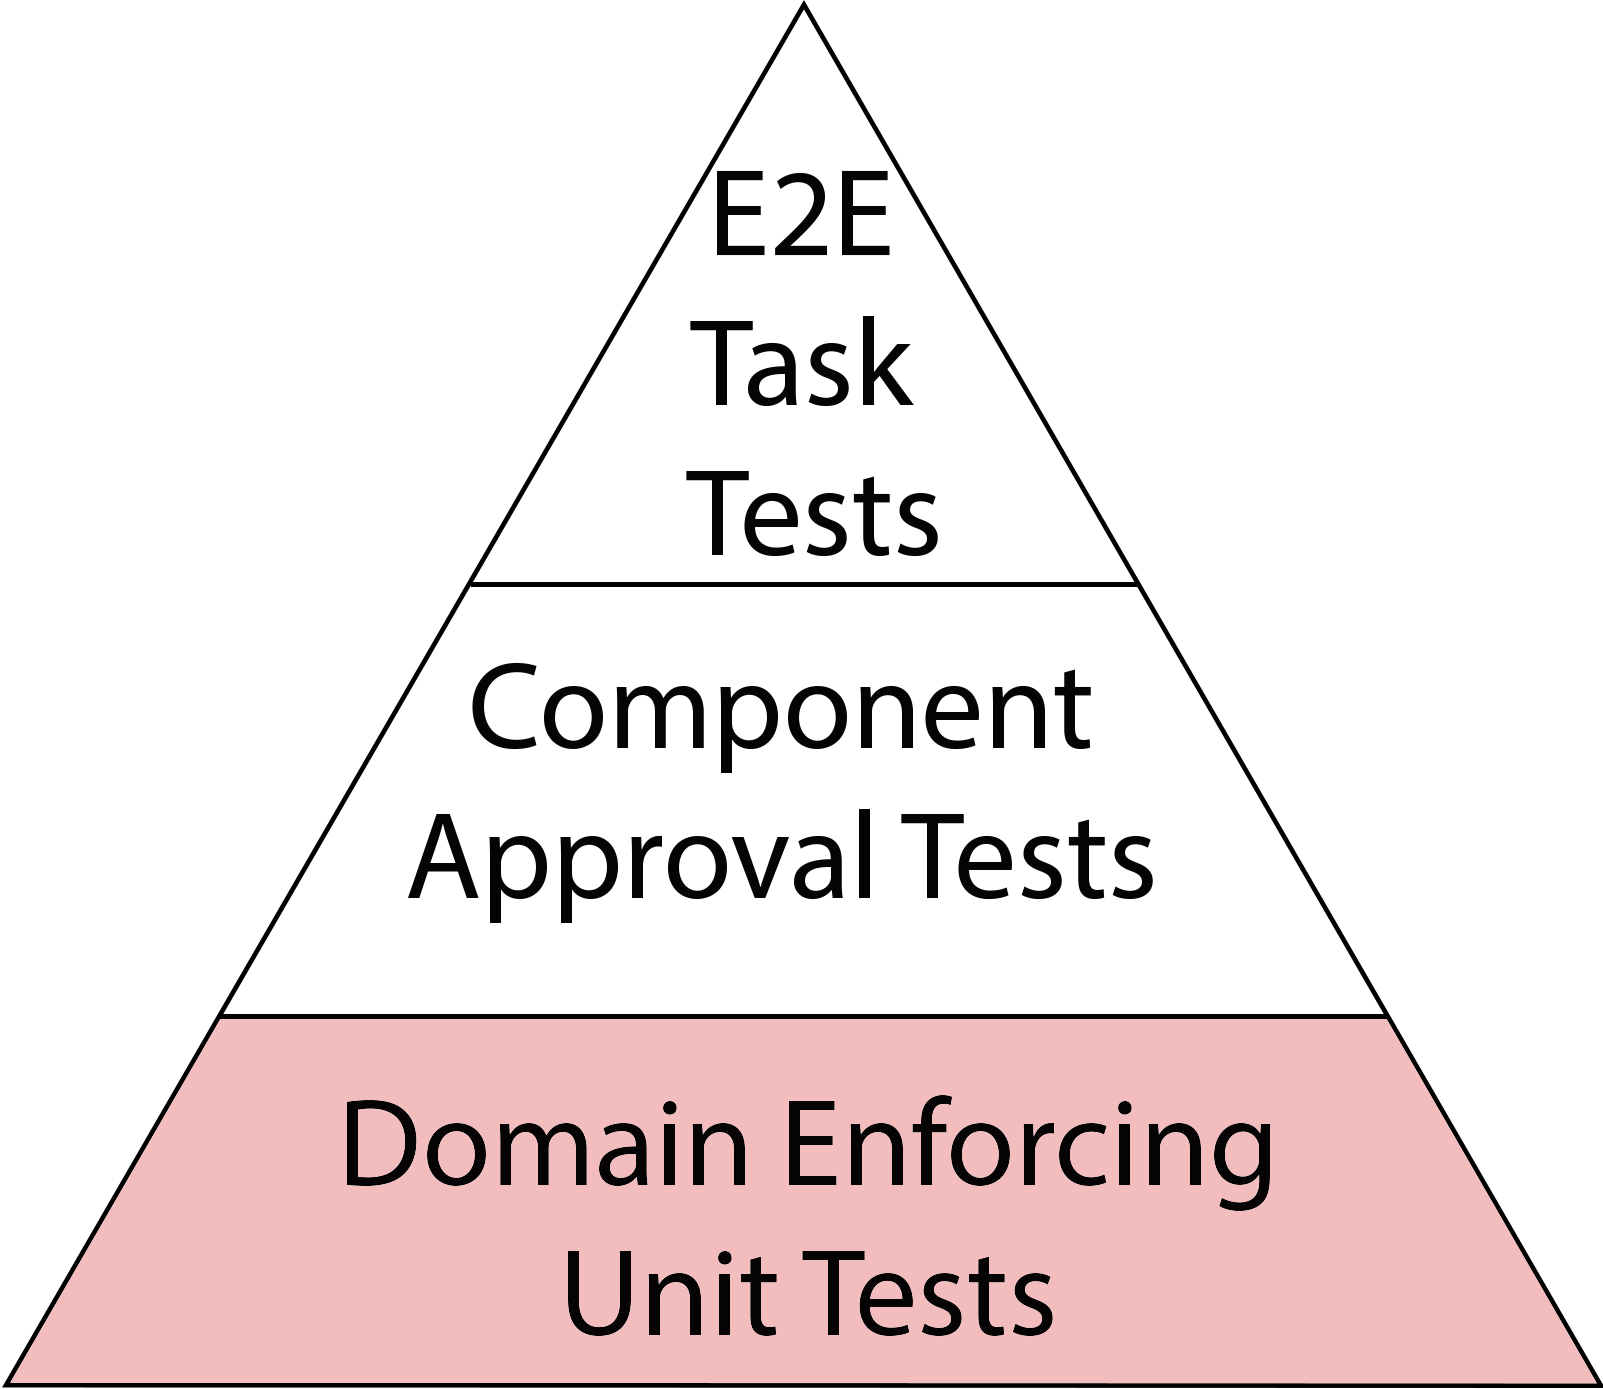 E2E
Task
Tests
Component
Approval Tests
Domain Enforcing
Unit Tests